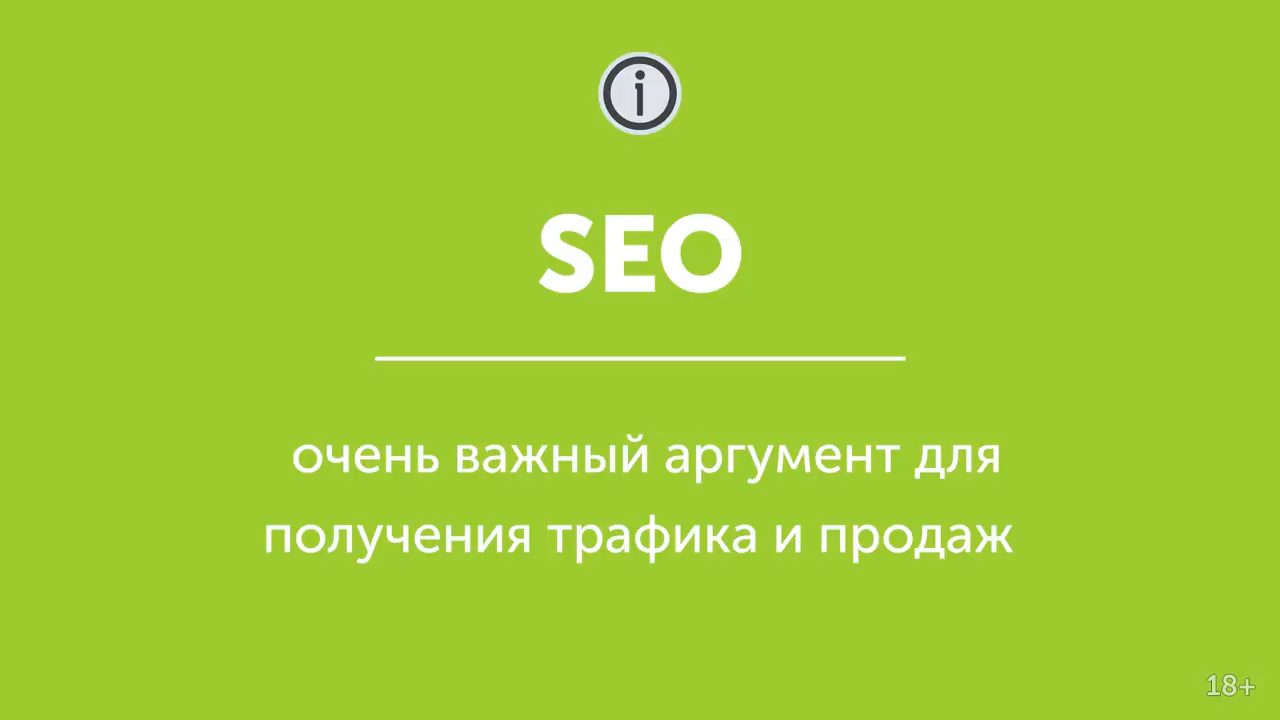 SEO
очень важный аргумент для
получения трафика и продаж
18+